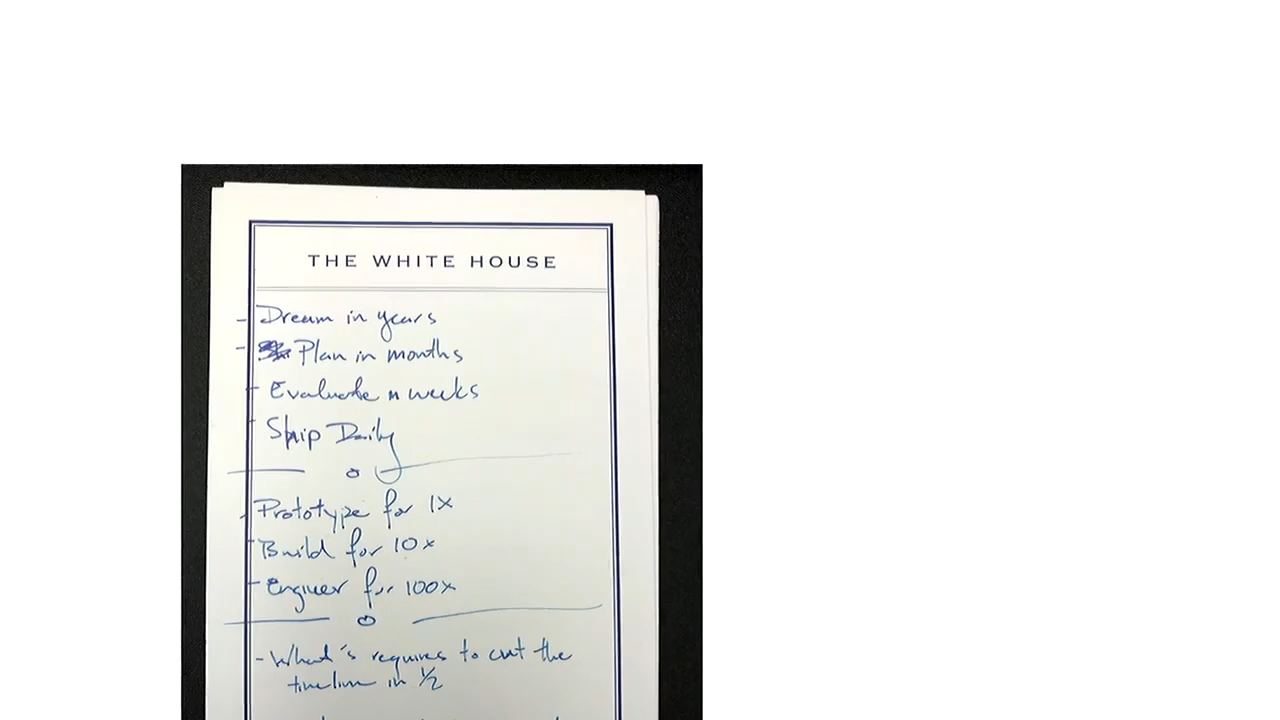 THE WHITE HOUSE
- Dream in years
- Plan in months
- Evaluate in weeks
- Ship Daily
- Prototype for 1x
- Build for 10x
- Engineer for 100x
- What's requires to cut the
timeline in 1/2